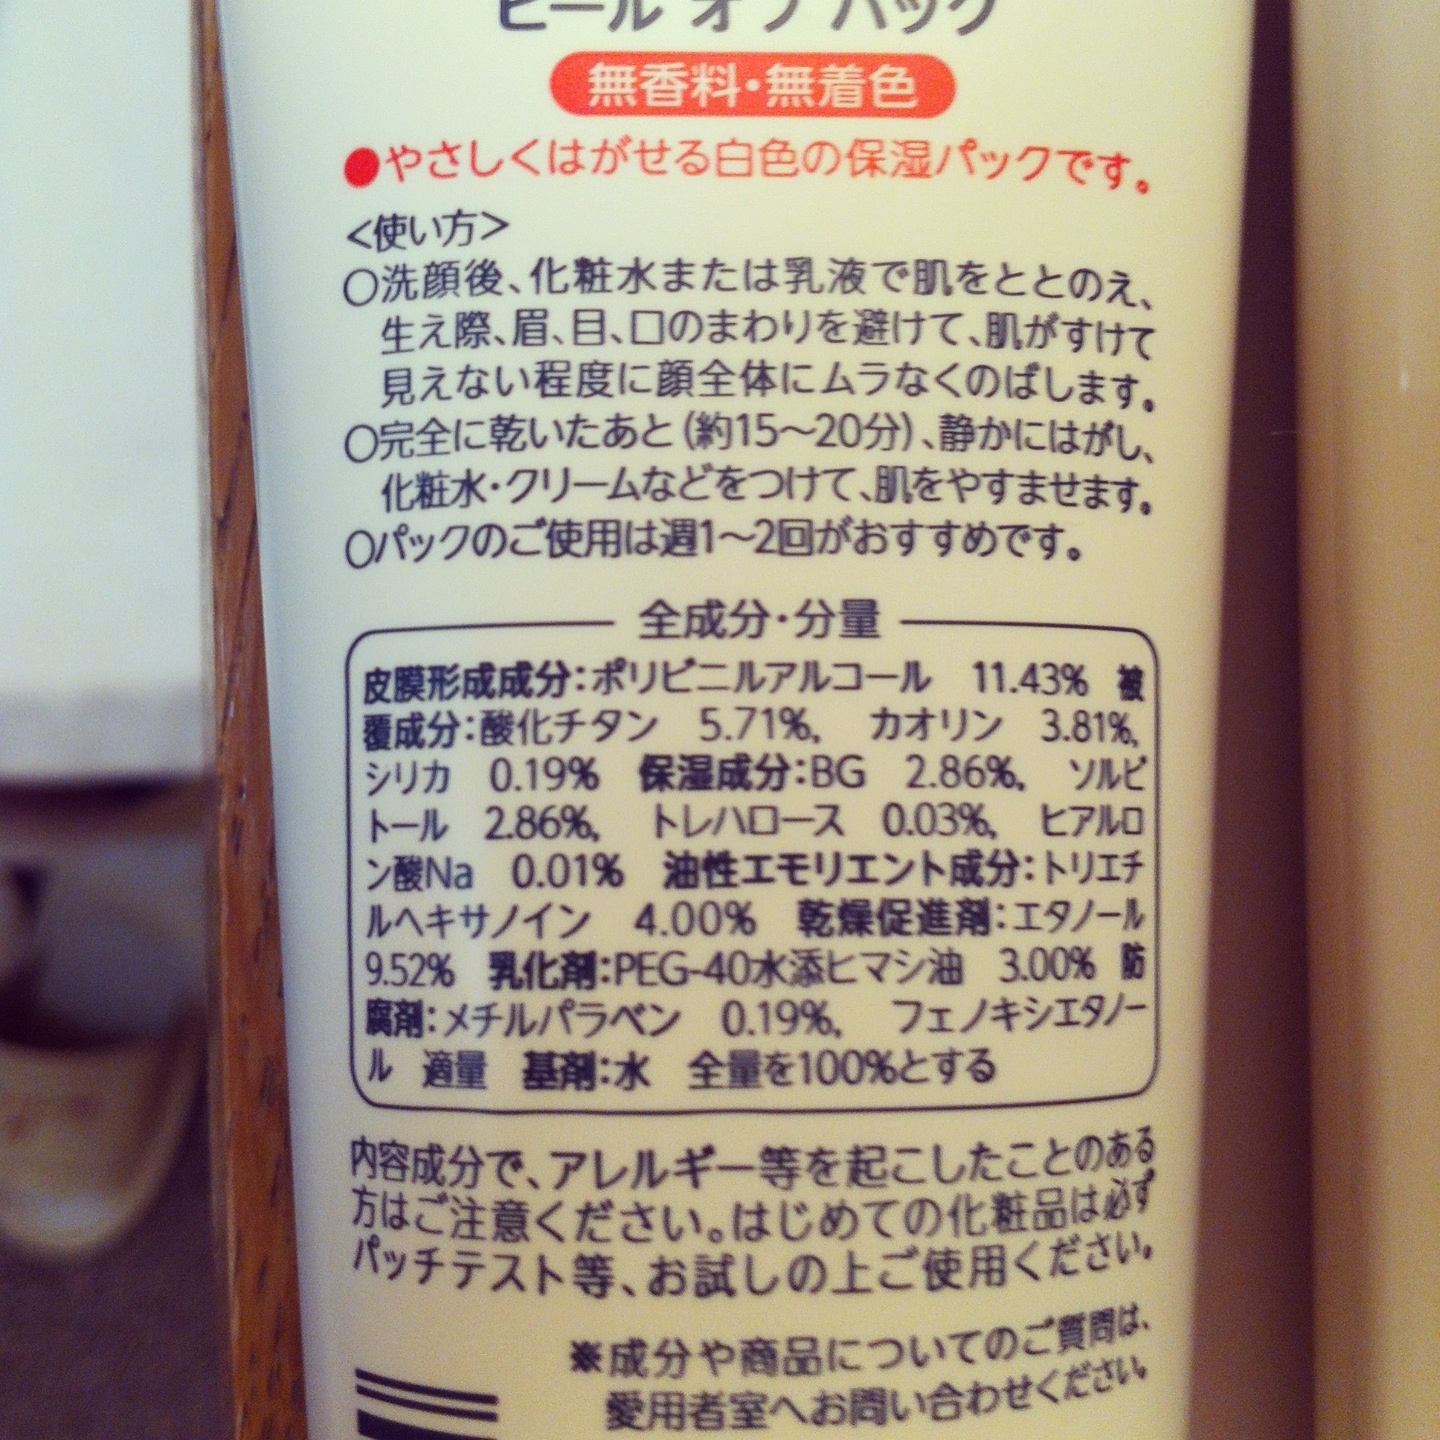 ピール オフ パック
無香料・無着色
●やさしくはがせる白色の保湿パックです。
<使い方>
○洗顔後、化粧水または乳液で肌をととのえ、
生え際、眉、目、口のまわりを避けて、肌がすけて
見えない程度に顔全体にムラなくのばします。
○完全に乾いたあと(約15〜20分)、静かにはがし、
化粧水・クリームなどをつけて、肌をやすませます。
○パックのご使用は週1〜2回がおすすめです。
全成分・分量
皮膜形成成分:ポリビニルアルコール 11.43% 被
覆成分:酸化チタン 5.71%, カオリン 3.81%,
シリカ 0.19% 保湿成分:BG 2.86%, ソルビ
トール 2.86%, トレハロース 0.03%, ヒアルロ
ン酸Na 0.01% 油性エモリエント成分:トリエチ
ルヘキサノイン 4.00% 乾燥促進剤:エタノール
9.52% 乳化剤:PEG-40水添ヒマシ油 3.00% 防
腐剤:メチルパラベン 0.19%, フェノキシエタノー
ル 適量 基剤:水 全量を100%とする
内容成分で、アレルギー等を起こしたことのある
方はご注意ください。はじめての化粧品は必ず
パッチテスト等、お試しの上ご使用ください。
※成分や商品についてのご質問は、
愛用者室へお問い合わせください。